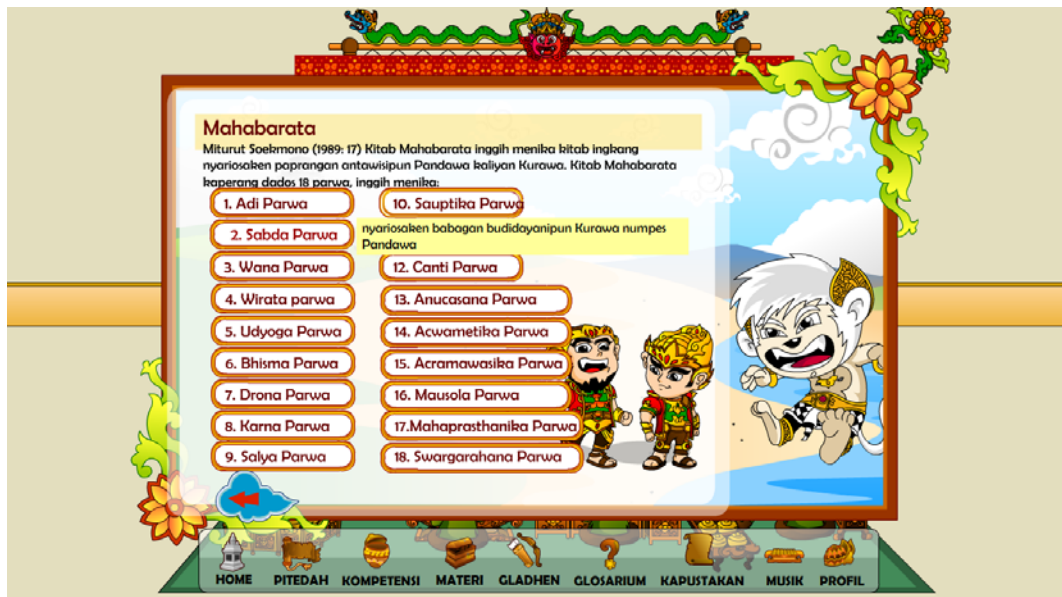 X
Mahabarata
Miturut Soekmono (1989: 17) Kitab Mahabarata inggih menika kitab ingkang
nyariosaken paprangan antawisipun Pandawa kaliyan Kurawa. Kitab Mahabarata
kaperang dados 18 parwa, inggih menika:
1. Adi Parwa
2. Sabda Parwa
3. Wana Parwa
4. Wirata parwa
5. Udyoga Parwa
6. Bhisma Parwa
7. Drona Parwa
8. Karna Parwa
9. Salya Parwa
10. Sauptika Parwa
nyariosaken babagan budidayanipun Kurawa numpes
Pandawa
12. Canti Parwa
13. Anucasana Parwa
14. Acwametika Parwa
15. Acramawasika Parwa
16. Mausola Parwa
17.Mahaprasthanika Parwa
18. Swargarahana Parwa
HOME PITEDAH KOMPETENSI MATERI GLADHEN GLOSARIUM KAPUSTAKAN MUSIK PROFIL